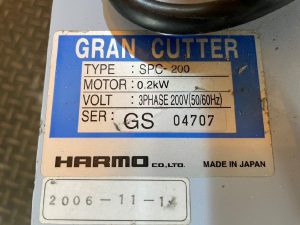 GRAN CUTTER
TYPE : SPC-200
MOTOR : 0.2kW
VOLT : 3PHASE 200V(50/60Hz)
SER: GS 04707
HARMO CO.,LTD. MADE IN JAPAN
2006-11-14